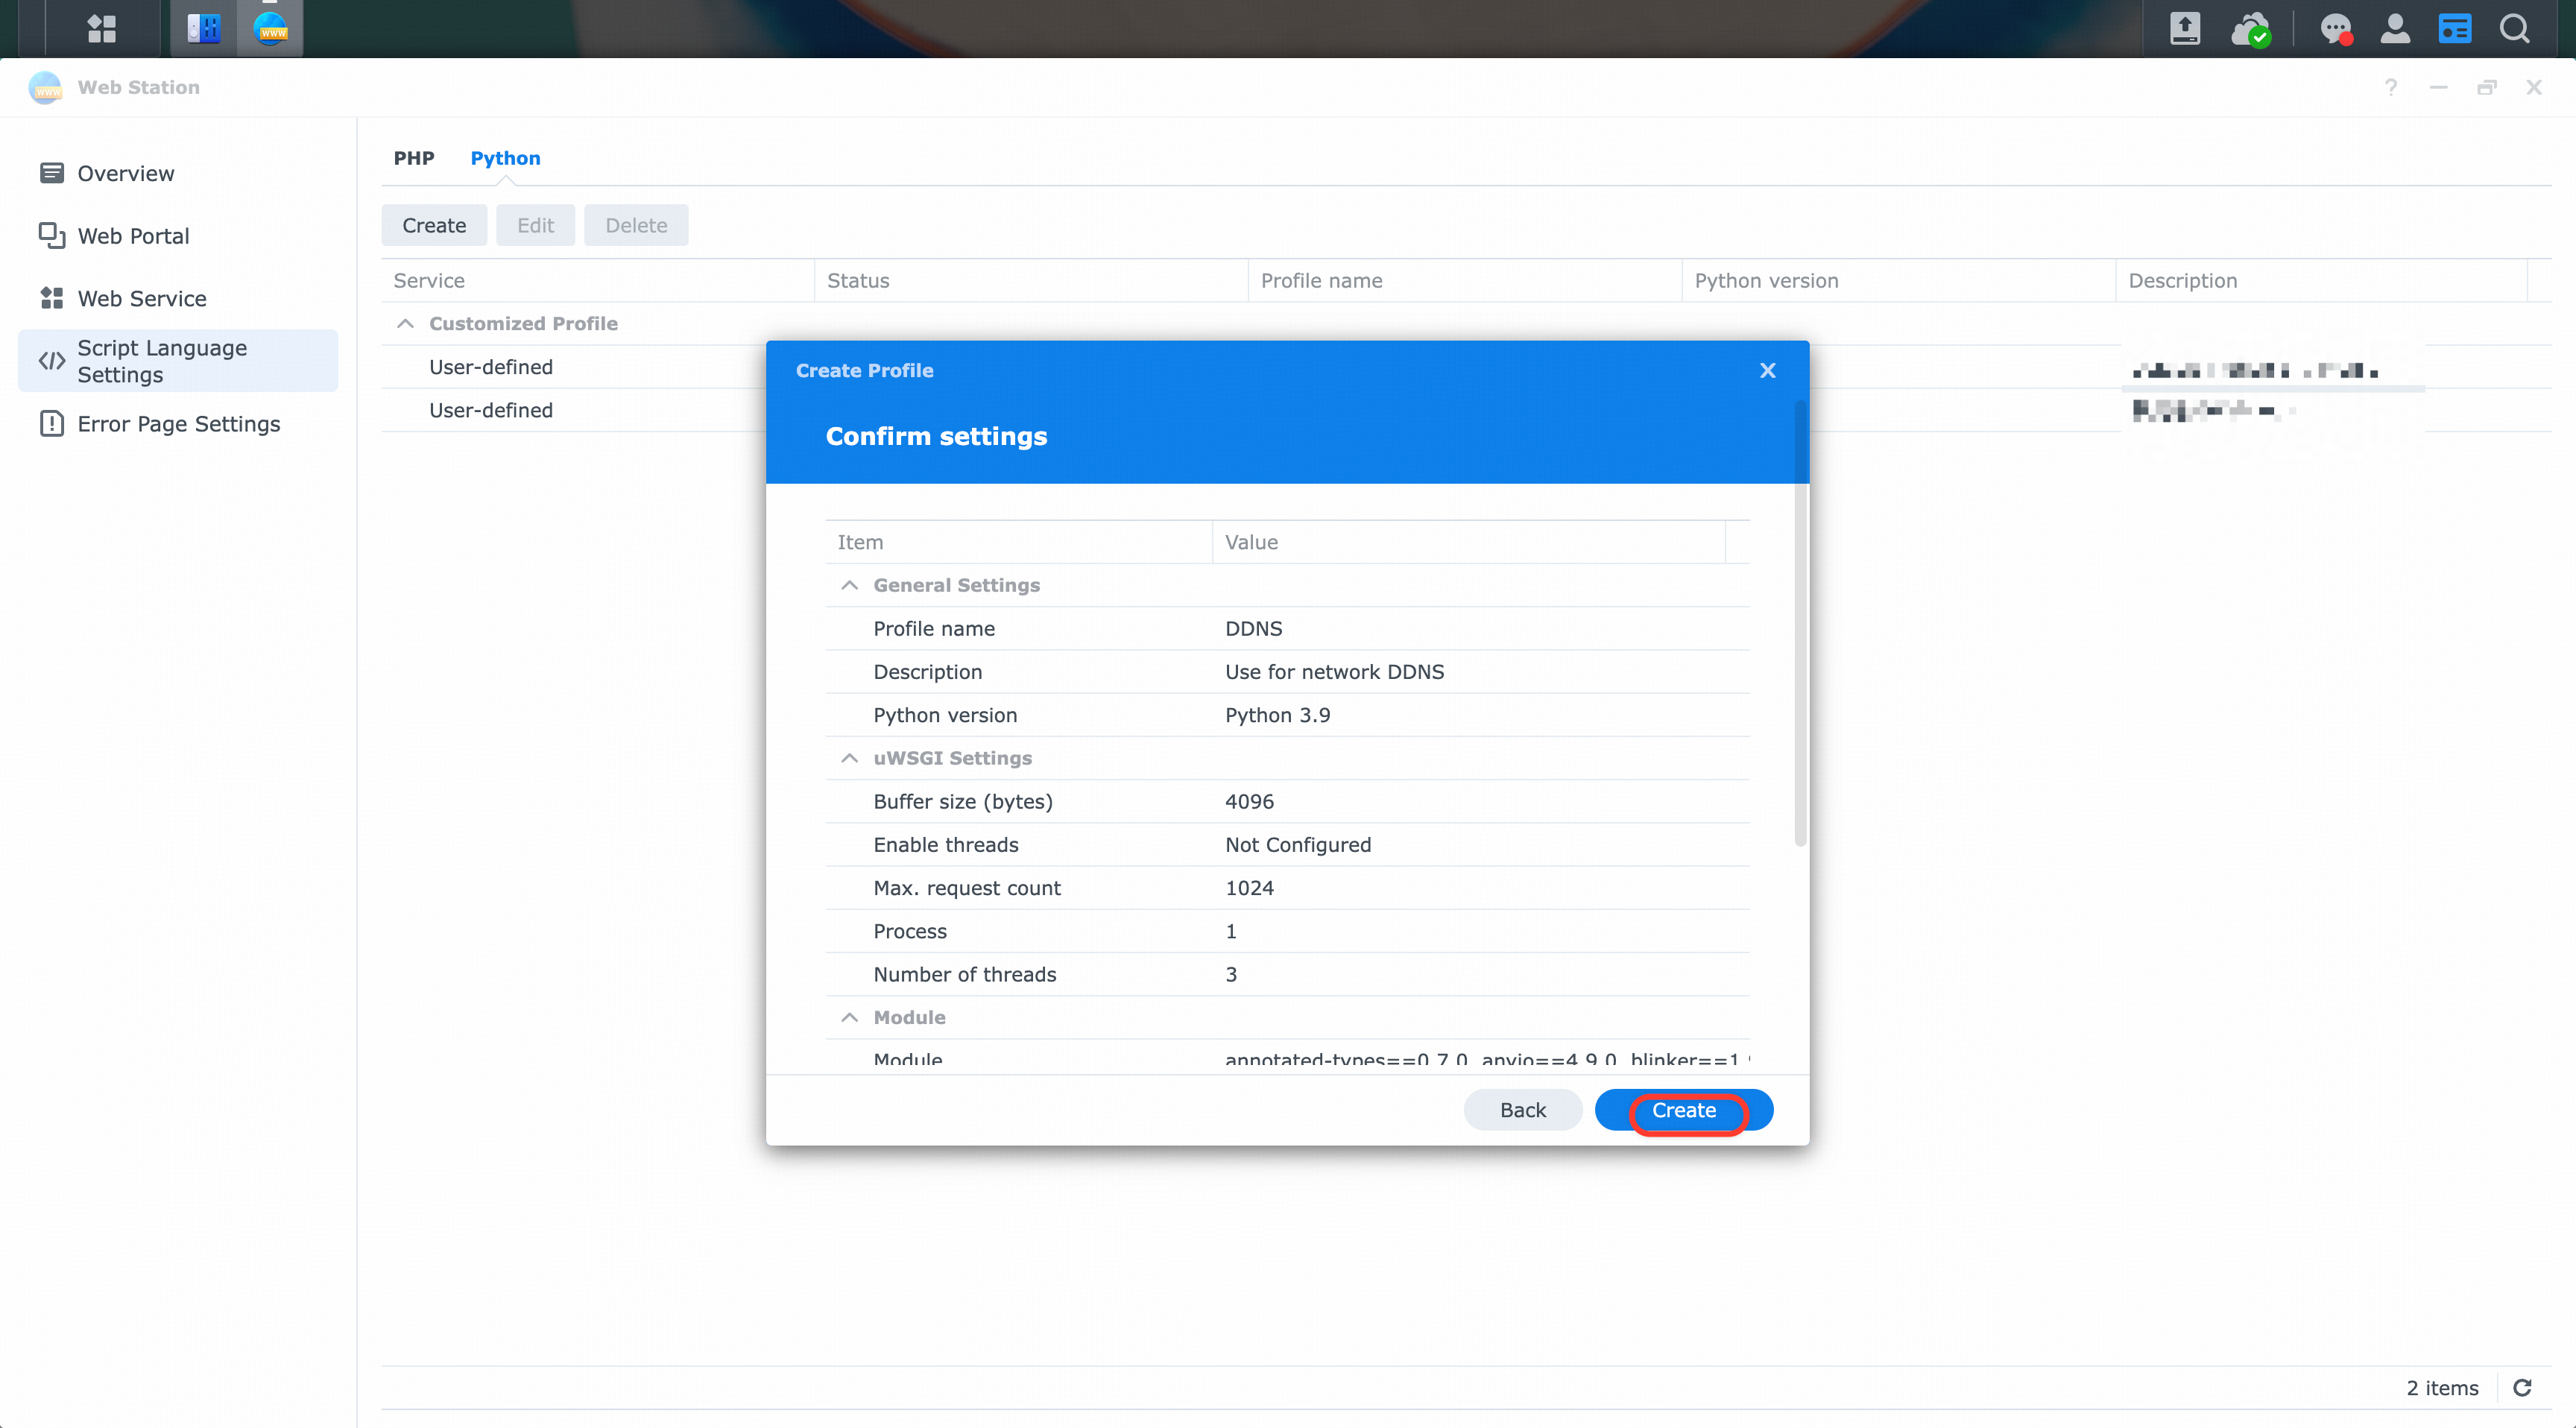 Web Station
?
Overview
Web Portal
Web Service
Script Language
Settings
Error Page Settings
PHP Python
Create Edit Delete
Service Status Profile name Python version Description
Customized Profile
User-defined
User-defined
Create Profile
Confirm settings
Item Value
General Settings
Profile name DDNS
Description Use for network DDNS
Python version Python 3.9
uWSGI Settings
Buffer size (bytes) 4096
Enable threads Not Configured
Max. request count 1024
Process 1
Number of threads 3
Module
Module annotated-types==0.7.0, anyio==4.9.0, blinker==1.9
Back Create
2 items